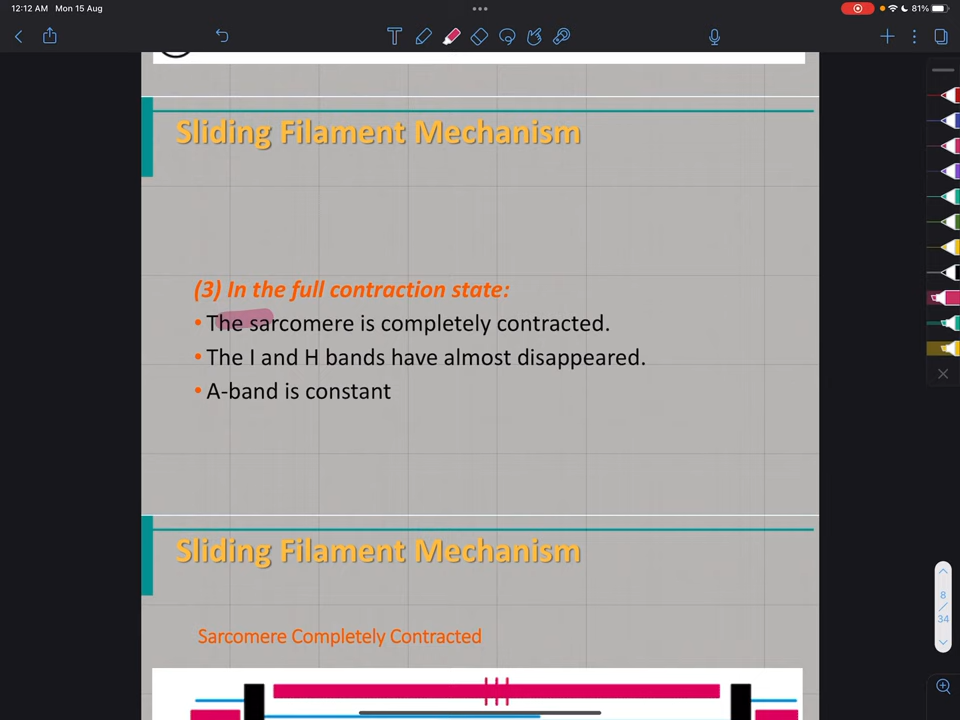 12:12 AM Mon 15 Aug
81%
Sliding Filament Mechanism
(3) In the full contraction state:
• The sarcomere is completely contracted.
• The I and H bands have almost disappeared.
• A-band is constant
8
/
34
Sliding Filament Mechanism
Sarcomere Completely Contracted